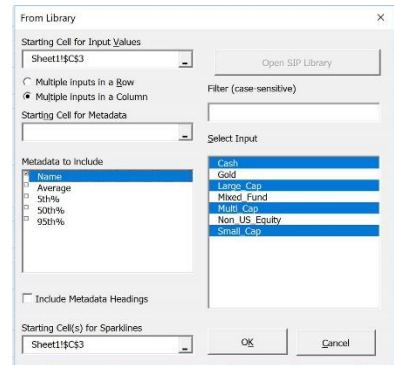 From Library
Starting Cell for Input Values
Sheet1!$C$3
Multiple inputs in a Row
Multiple inputs in a Column
Starting Cell for Metadata
Metadata to Include
Name
Average
5th%
50th%
95th%
Include Metadata Headings
Starting Cell(s) for Sparklines
Sheet1!$C$3
Open SIP Library
Filter (case-sensitive)
Select Input
Cash
Gold
Large_Cap
Mixed_Fund
Multi_Cap
Non_US_Equity
Small_Cap
OK
Cancel